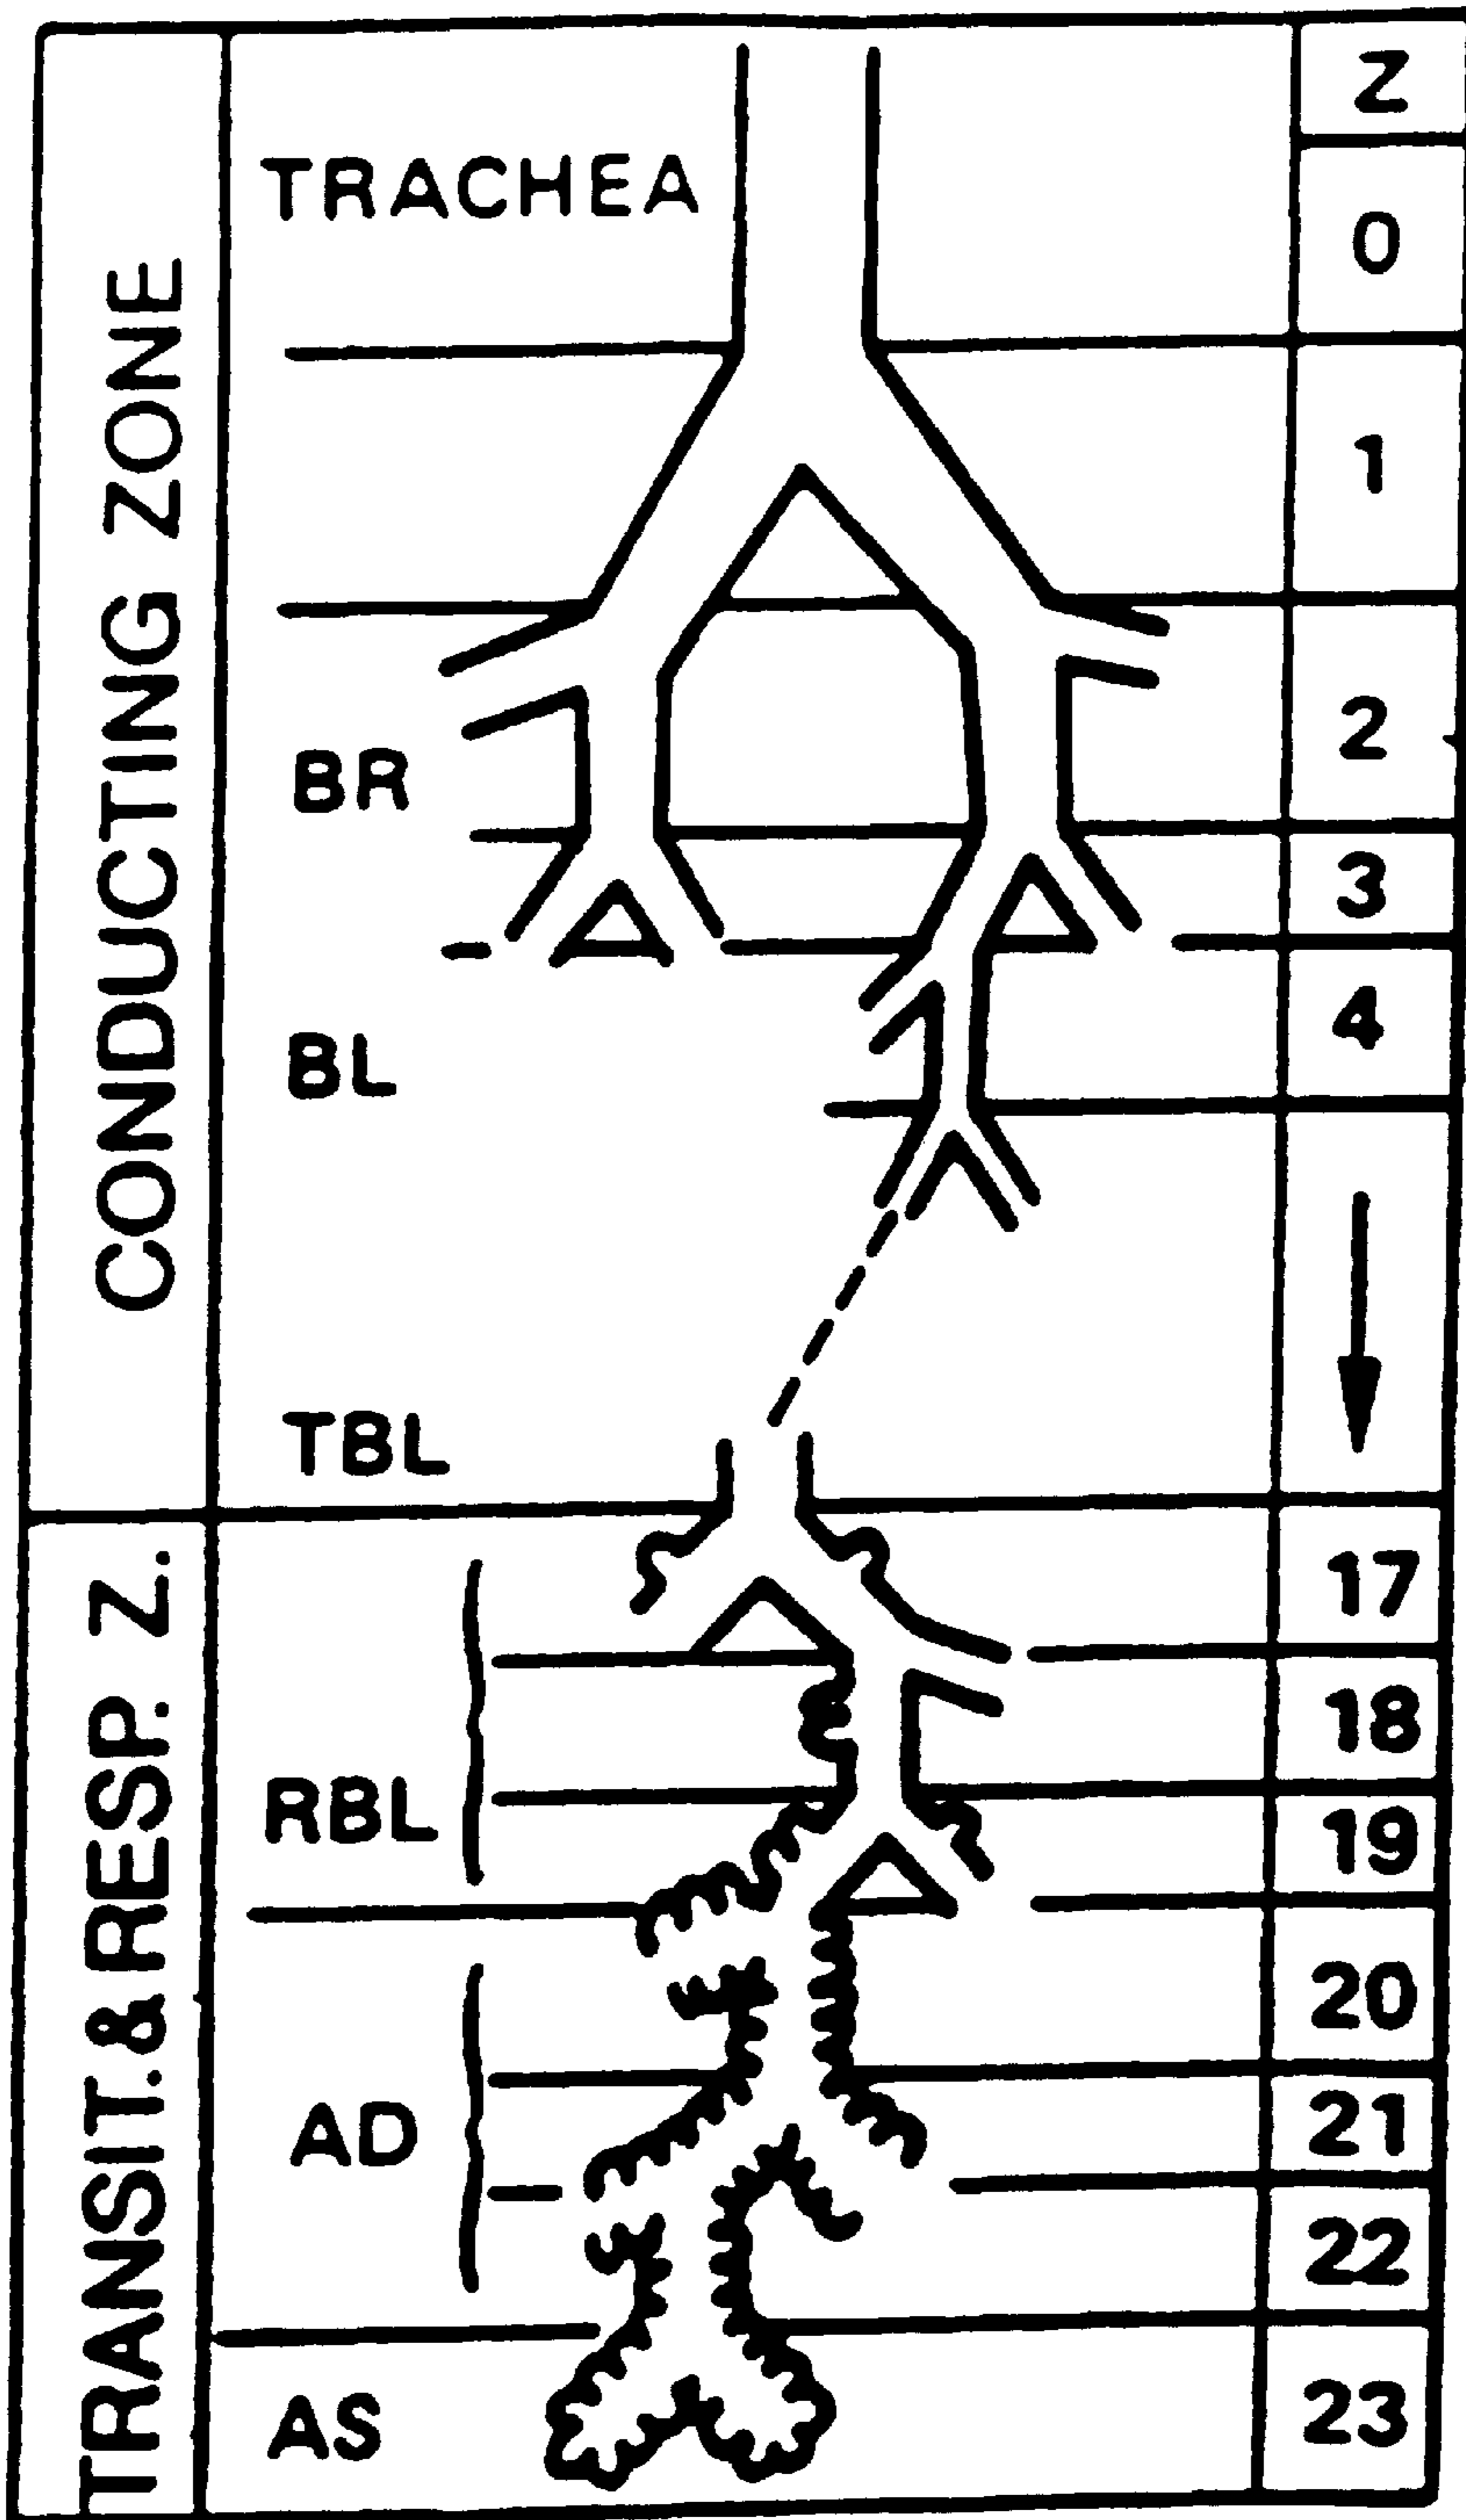 Z
TRACHEA
0
CONDUCTING ZONE
1
BR
2
3
BL
4
TBL
TRANSIT. & RESP. Z.
17
18
RBL
19
20
AD
21
22
AS
23